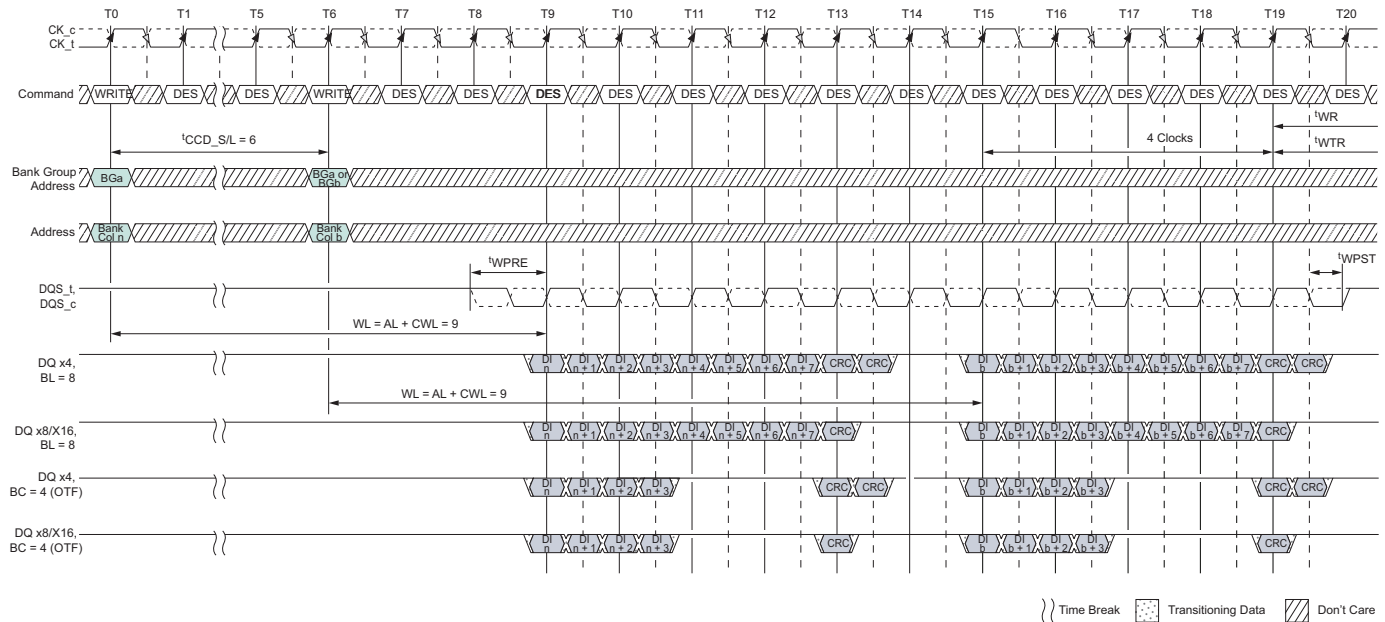 T0 T1 T5 T6 T7 T8 T9 T10 T11 T12 T13 T14 T15 T16 T17 T18 T19 T20
CK_c
CK_t
Command WRITE DES DES WRITE DES DES DES DES DES DES DES DES DES DES DES DES DES DES
tWR
tCCD_S/L = 6 4 Clocks tWTR
Bank Group
Address BGa BGa or
BGb
Address Bank
Col n Bank
Col b
tWPRE tWPST
DQS_t,
DQS_c
WL = AL + CWL = 9
DQ x4,
BL = 8
DI
n DI
n + 1 DI
n + 2 DI
n + 3 DI
n + 4 DI
n + 5 DI
n + 6 DI
n + 7 CRC CRC DI
b DI
b + 1 DI
b + 2 DI
b + 3 DI
b + 4 DI
b + 5 DI
b + 6 DI
b + 7 CRC CRC
WL = AL + CWL = 9
DQ x8/X16,
BL = 8
DI
n DI
n + 1 DI
n + 2 DI
n + 3 DI
n + 4 DI
n + 5 DI
n + 6 DI
n + 7 CRC DI
b DI
b + 1 DI
b + 2 DI
b + 3 DI
b + 4 DI
b + 5 DI
b + 6 DI
b + 7 CRC
DQ x4,
BC = 4 (OTF)
DI
n DI
n + 1 DI
n + 2 DI
n + 3 CRC CRC DI
b DI
b + 1 DI
b + 2 DI
b + 3 CRC CRC
DQ x8/X16,
BC = 4 (OTF)
DI
n DI
n + 1 DI
n + 2 DI
n + 3 CRC DI
b DI
b + 1 DI
b + 2 DI
b + 3 CRC
Time Break Transitioning Data Don't Care